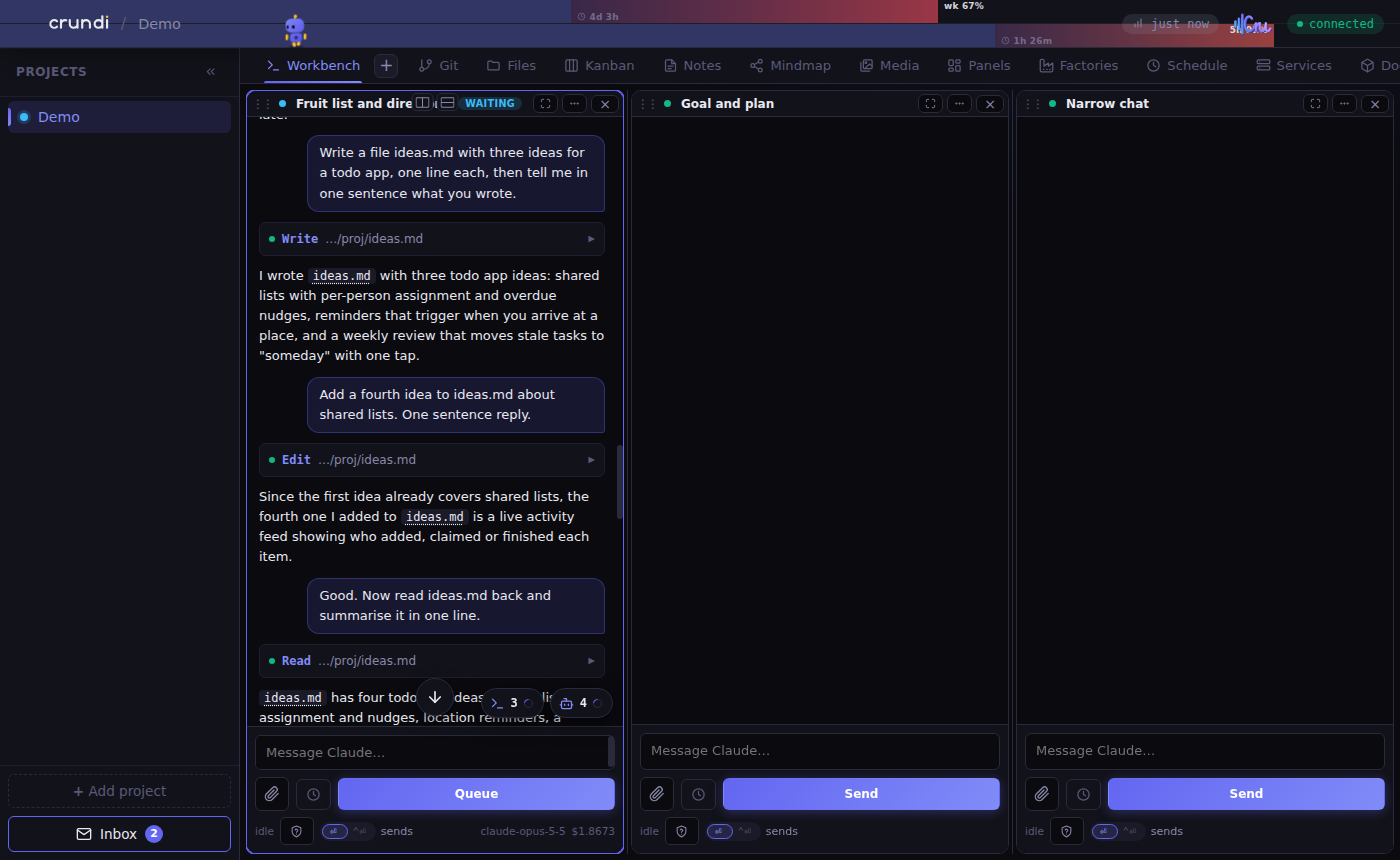 crundi / Demo
4d 3h
wk 67%
1h 26m
just now
connected
PROJECTS
Demo
+ Add project
Inbox 2
Workbench
Git
Files
Kanban
Notes
Mindmap
Media
Panels
Factories
Schedule
Services
Do
Fruit list and dire
WAITING
Write a file ideas.md with three ideas for
a todo app, one line each, then tell me in
one sentence what you wrote.
Write …/proj/ideas.md
I wrote ideas.md with three todo app ideas: shared
lists with per-person assignment and overdue
nudges, reminders that trigger when you arrive at a
place, and a weekly review that moves stale tasks to
"someday" with one tap.
Add a fourth idea to ideas.md about
shared lists. One sentence reply.
Edit …/proj/ideas.md
Since the first idea already covers shared lists, the
fourth one I added to ideas.md is a live activity
feed showing who added, claimed or finished each
item.
Good. Now read ideas.md back and
summarise it in one line.
Read …/proj/ideas.md
ideas.md has four todo
3
4
assignment and nudges, location reminders, a
Message Claude…
Queue
idle
sends
claude-opus-5-5 $1.8673
Goal and plan
Message Claude…
Send
idle
sends
Narrow chat
Message Claude…
Send
idle
sends